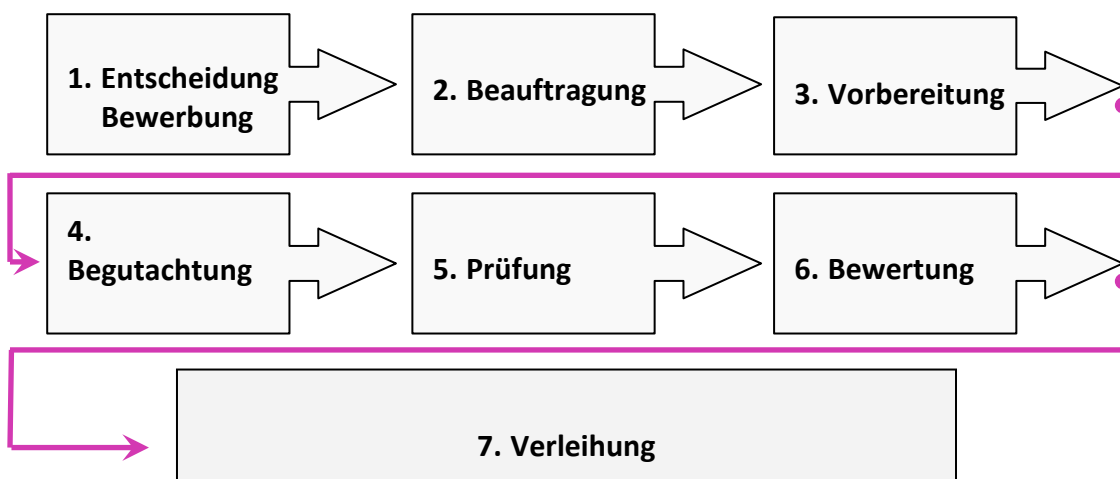 1. Entscheidung
Bewerbung
2. Beauftragung
3. Vorbereitung
4.
Begutachtung
5. Prüfung
6. Bewertung
7. Verleihung